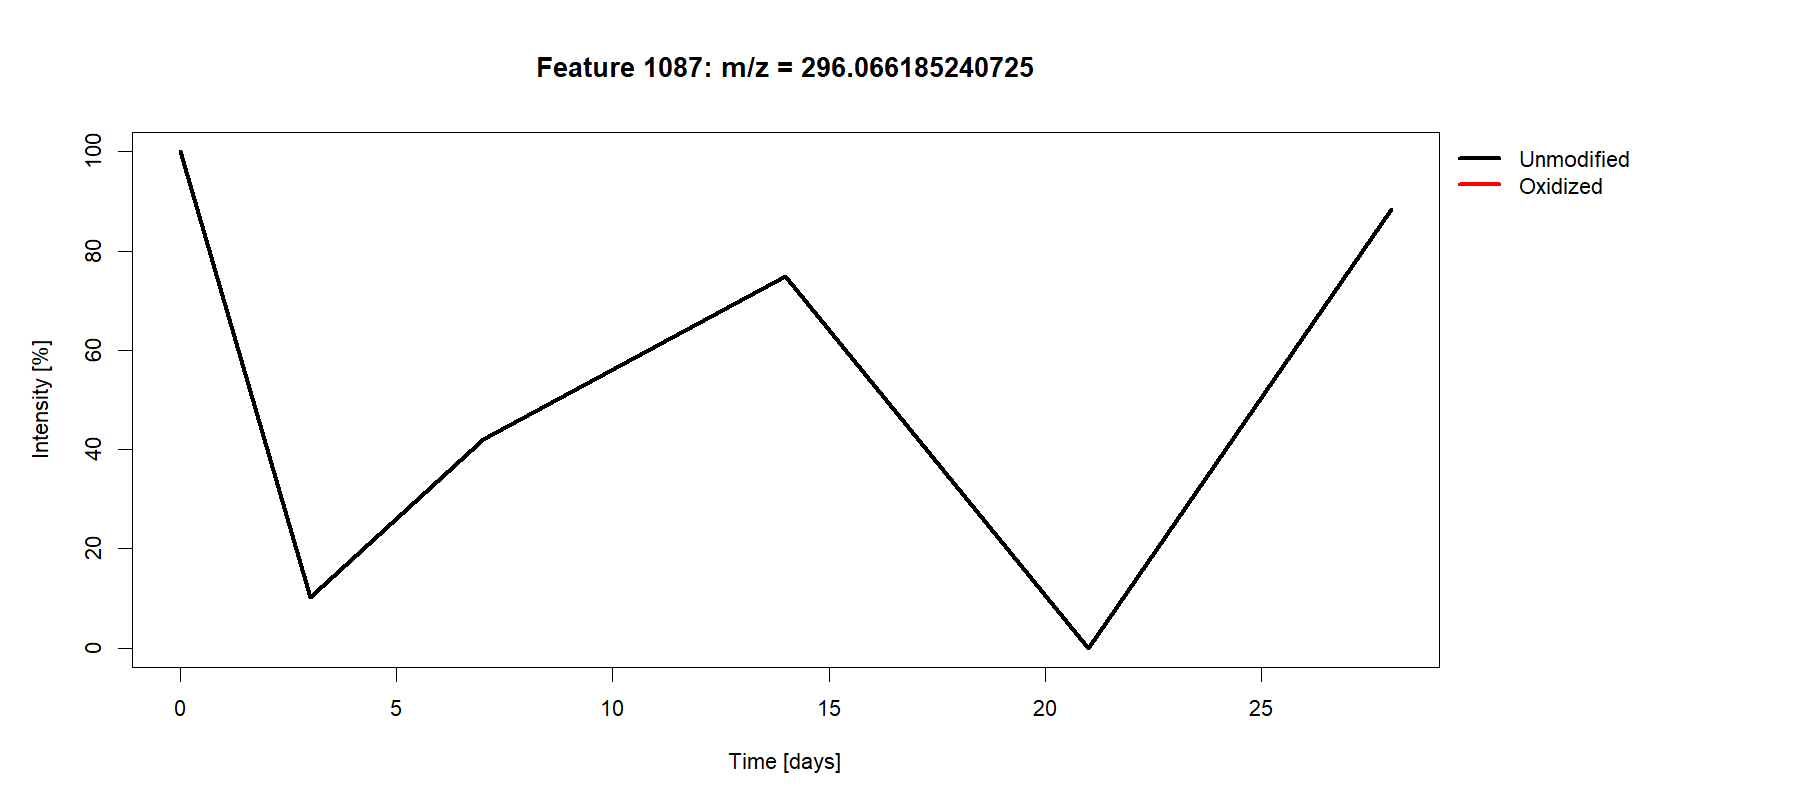 Feature 1087: m/z = 296.066185240725
Unmodified
Oxidized
Intensity [%]
100
80
60
40
20
0
0 5 10 15 20 25
Time [days]